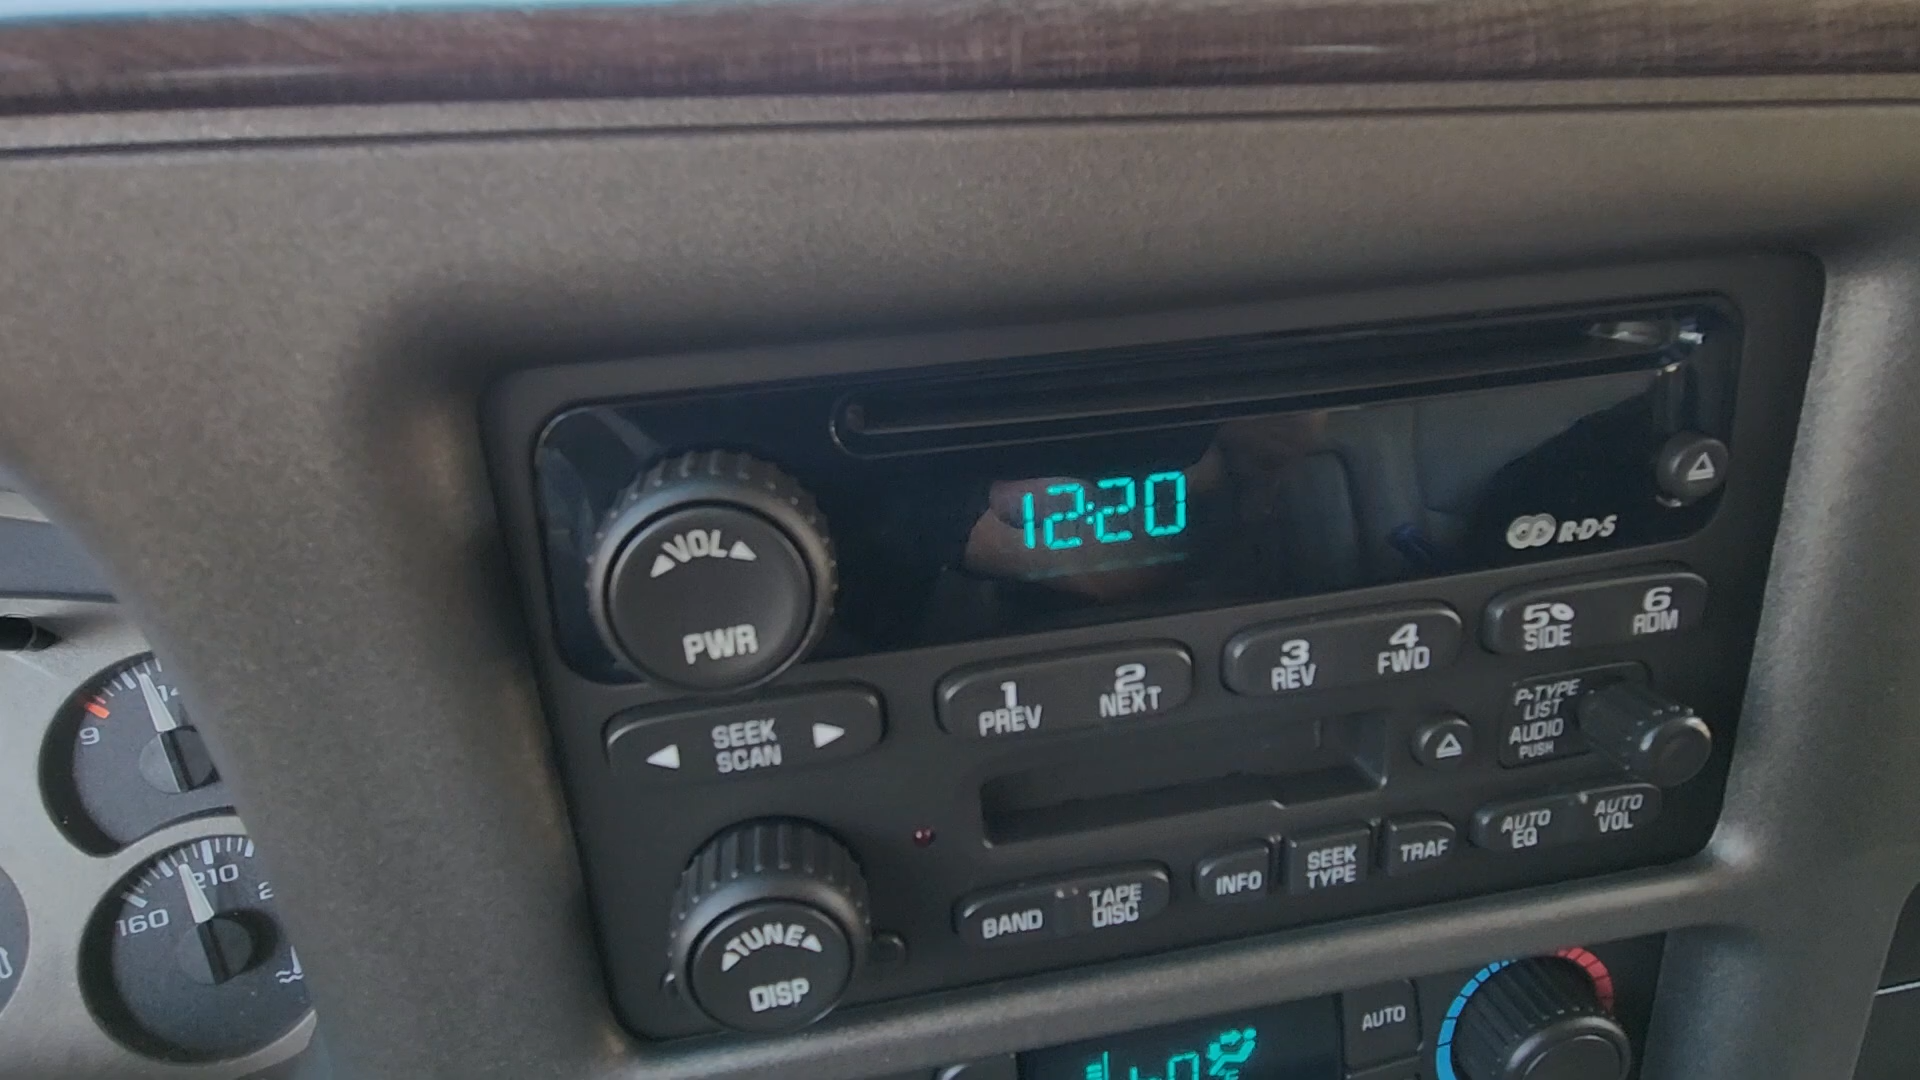 12:20
VOL
PWR
R·D·S
5 6
SIDE RDM
3 4
REV FWD
1 2
PREV NEXT
SEEK
SCAN
P-TYPE
LIST
AUDIO
PUSH
AUTO
EQ
AUTO
VOL
TRAF
SEEK
TYPE
INFO
TAPE
DISC
BAND
TUNE
DISP
14
9
210
160
AUTO
60